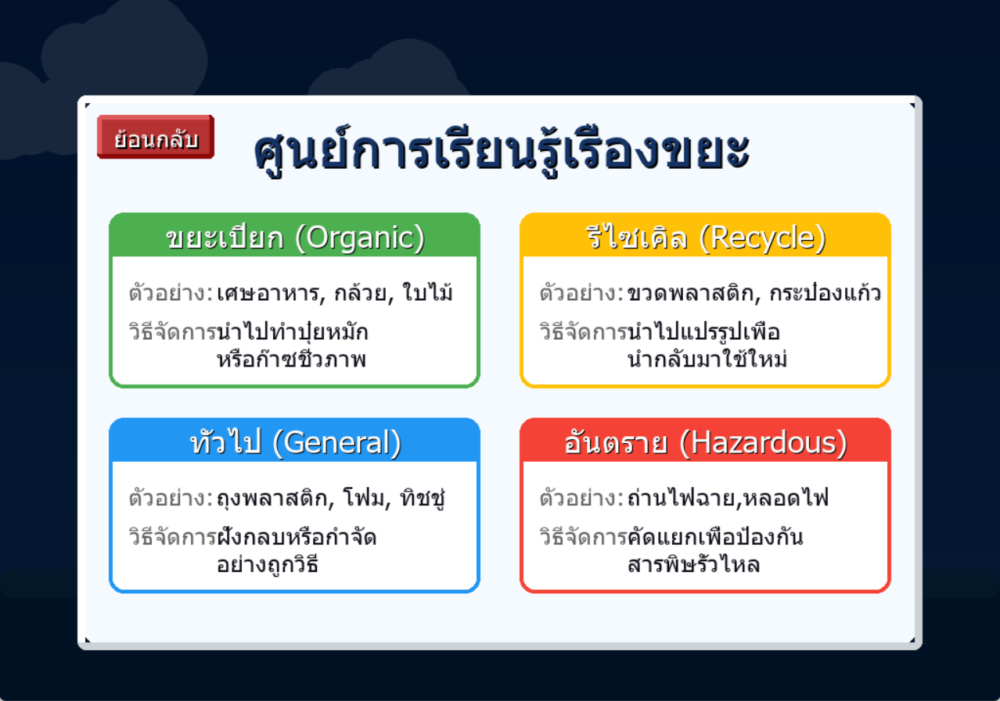 ย้อนกลับ
ศูนย์การเรียนรู้เรื่องขยะ
ขยะเปียก (Organic)
ตัวอย่าง: เศษอาหาร, กล้วย, ใบไม้
วิธีจัดการนำไปทำปุ๋ยหมัก
หรือก๊าซชีวภาพ
รีไซเคิล (Recycle)
ตัวอย่าง: ขวดพลาสติก, กระป๋องแก้ว
วิธีจัดการนำไปแปรรูปเพื่อ
นำกลับมาใช้ใหม่
ทั่วไป (General)
ตัวอย่าง: ถุงพลาสติก, โฟม, ทิชชู่
วิธีจัดการฝังกลบหรือกำจัด
อย่างถูกวิธี
อันตราย (Hazardous)
ตัวอย่าง: ถ่านไฟฉาย,หลอดไฟ
วิธีจัดการคัดแยกเพื่อป้องกัน
สารพิษรั่วไหล